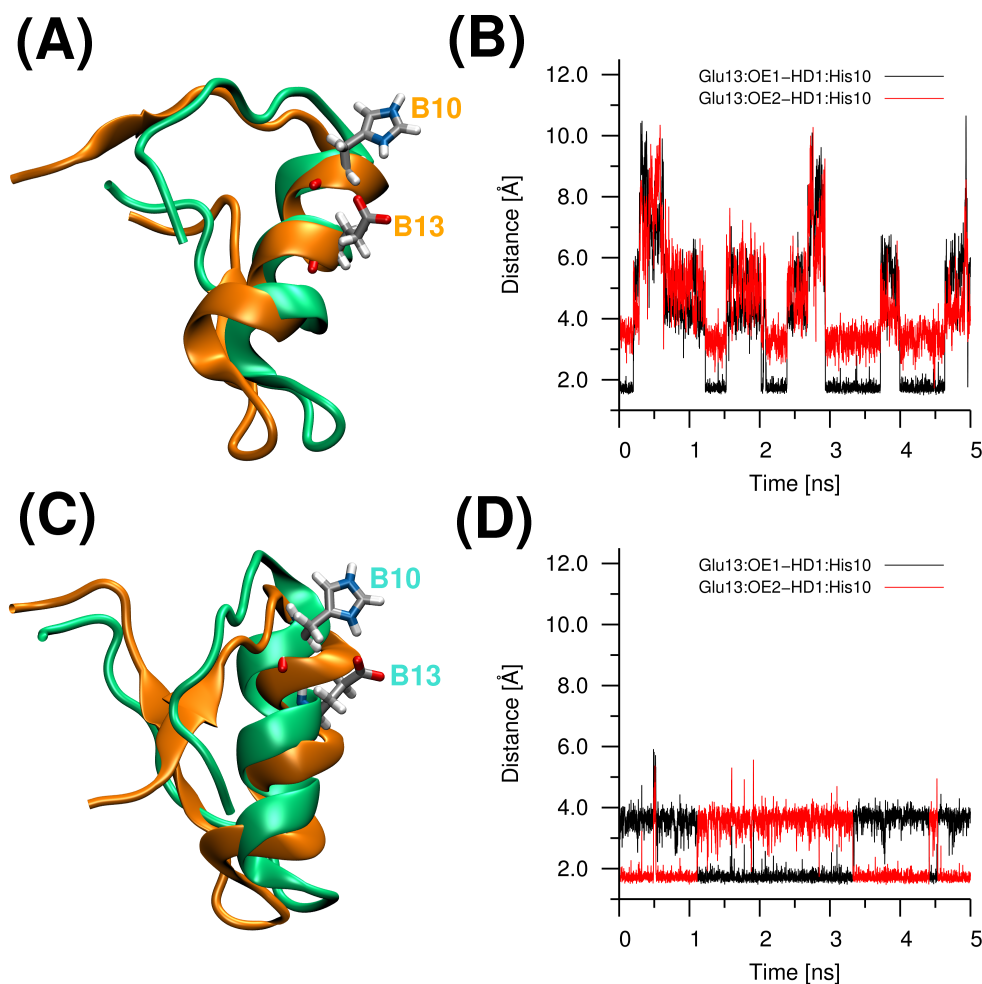 (A)
B10
B13
(B)
Glu13:OE1−HD1:His10
Glu13:OE2−HD1:His10
12.0
10.0
8.0
6.0
4.0
2.0
Distance [Å]
0 1 2 3 4 5
Time [ns]
(C)
B10
B13
(D)
Glu13:OE1−HD1:His10
Glu13:OE2−HD1:His10
12.0
10.0
8.0
6.0
4.0
2.0
Distance [Å]
0 1 2 3 4 5
Time [ns]